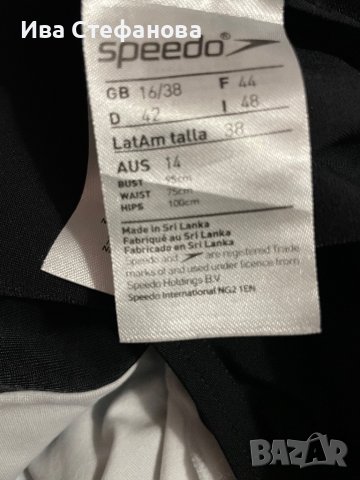 Ива Стефанова
speedo®
GB 16/38 F 44
D 42 I 48
LatAm talla 38
AUS 14
BUST 95cm
WAIST 75cm
HIPS 100cm
Made in Sri Lanka
Fabriqué au Sri Lanka
Fabricado en Sri Lanka
Speedo and are registered Trade
marks of and used under licence from
Speedo Holdings B.V.
Speedo International NG2 1EN
BAZAR